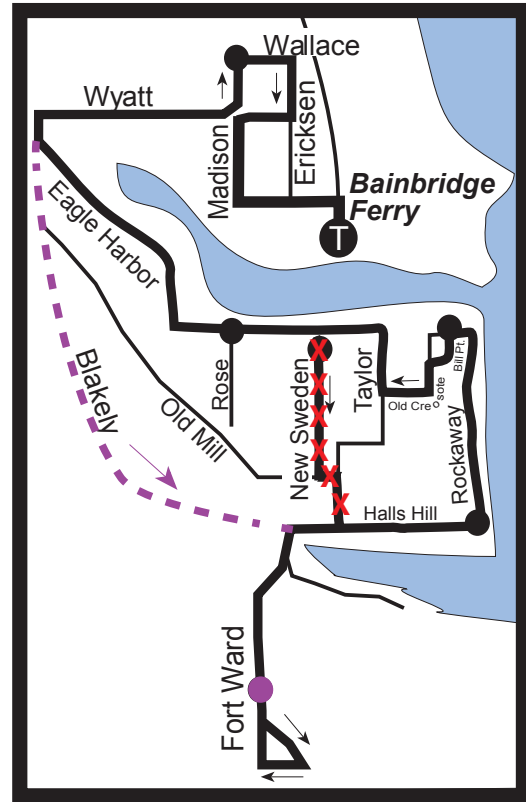 Wallace
Wyatt
Madison
Ericksen
Bainbridge
Ferry
T
Eagle Harbor
Blakely
Old Mill
Rose
New Sweden
X
X
X
X
X
X
Taylor
Bill Pt.
Old Creosote
Rockaway
Halls Hill
Fort Ward